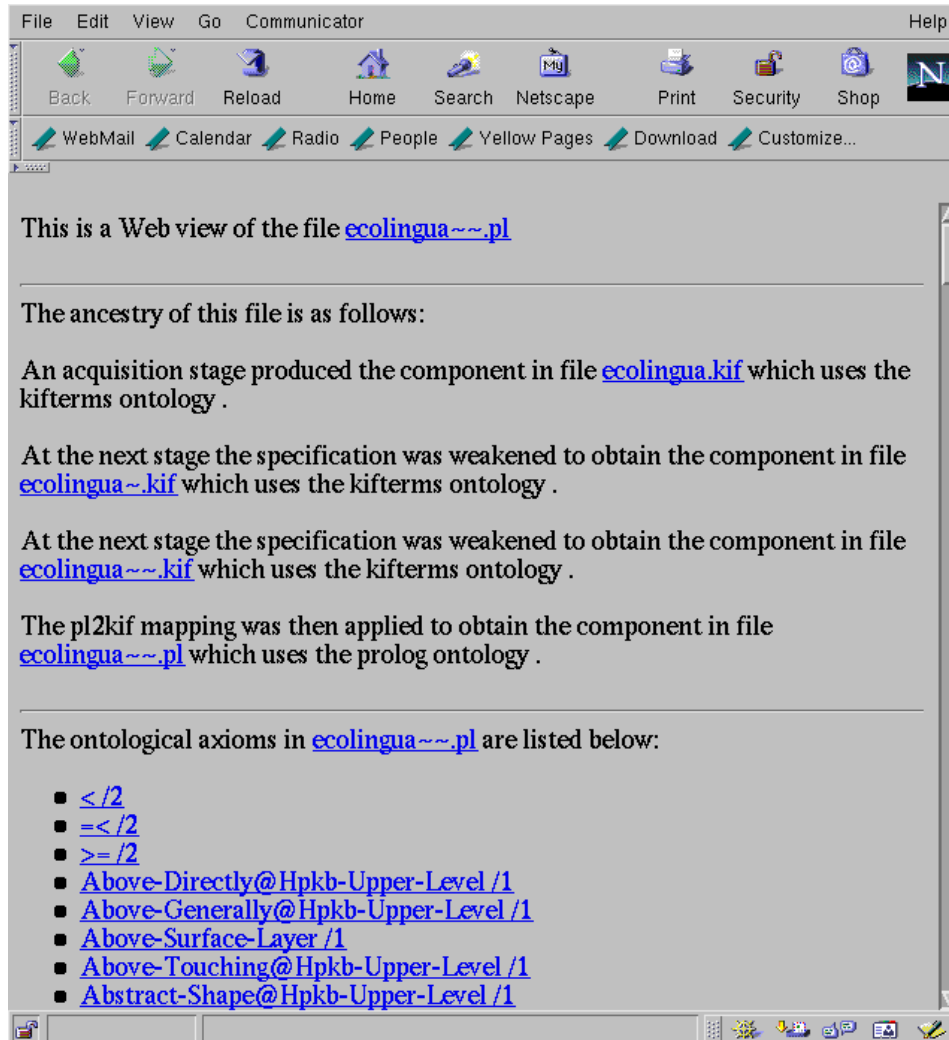 File Edit View Go Communicator Help
Back Forward Reload Home Search Netscape Print Security Shop
My
N
WebMail Calendar Radio People Yellow Pages Download Customize...
This is a Web view of the file ecolingua~~.pl
The ancestry of this file is as follows:
An acquisition stage produced the component in file ecolingua.kif which uses the
kifterms ontology .
At the next stage the specification was weakened to obtain the component in file
ecolingua~.kif which uses the kifterms ontology .
At the next stage the specification was weakened to obtain the component in file
ecolingua~~.kif which uses the kifterms ontology .
The pl2kif mapping was then applied to obtain the component in file
ecolingua~~.pl which uses the prolog ontology .
The ontological axioms in ecolingua~~.pl are listed below:
< /2
=< /2
>= /2
Above-Directly@Hpkb-Upper-Level /1
Above-Generally@Hpkb-Upper-Level /1
Above-Surface-Layer /1
Above-Touching@Hpkb-Upper-Level /1
Abstract-Shape@Hpkb-Upper-Level /1